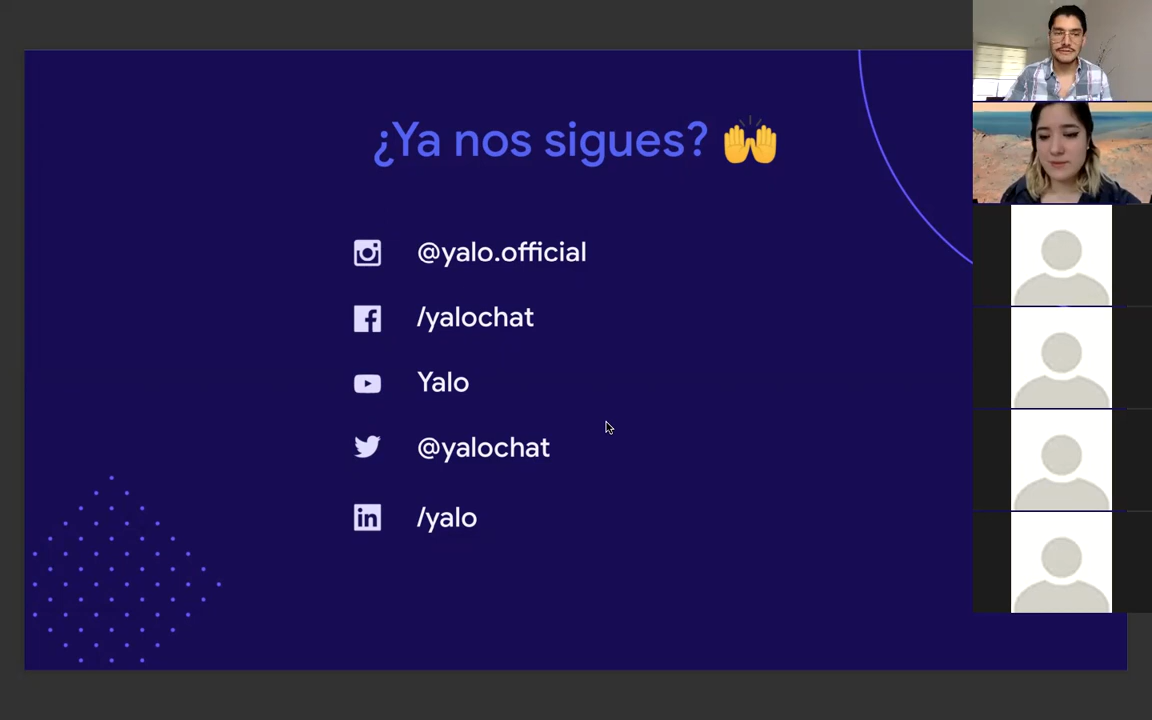 ¿Ya nos sigues? 🙌
@yalo.official
/yalochat
Yalo
@yalochat
/yalo